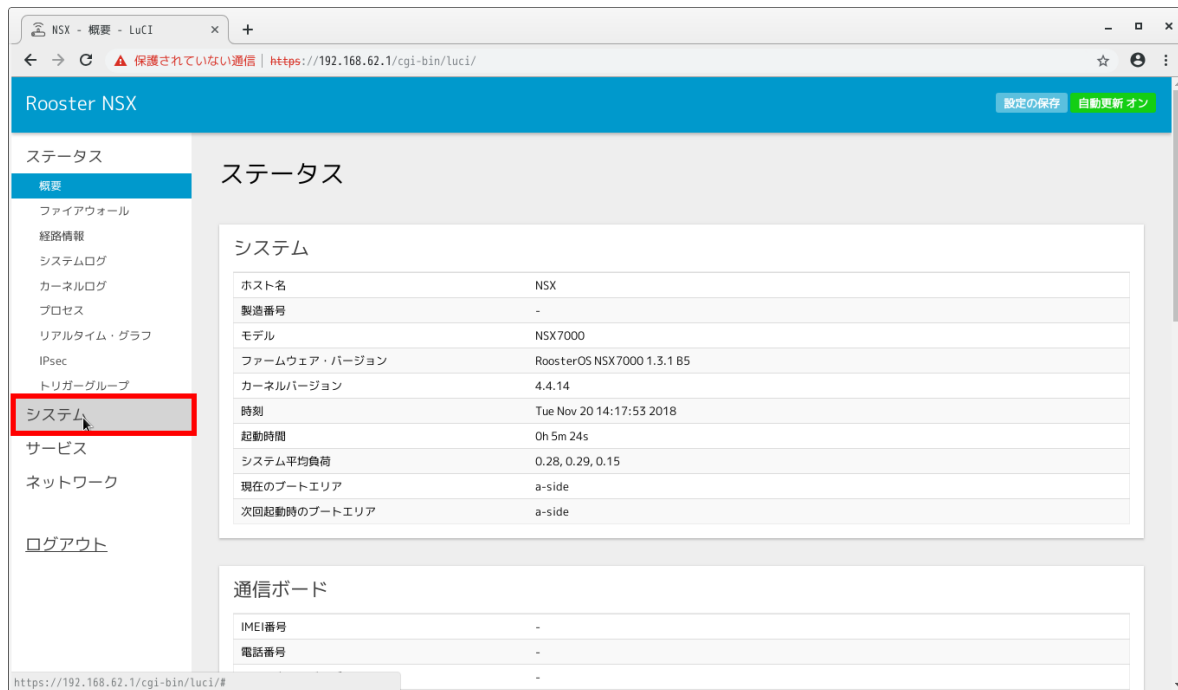 NSX - 概要 - LuCI
保護されていない通信 | https://192.168.62.1/cgi-bin/luci/
Rooster NSX
設定の保存 自動更新 オン
ステータス
概要
ファイアウォール
経路情報
システムログ
カーネルログ
プロセス
リアルタイム・グラフ
IPsec
トリガーグループ
システム
サービス
ネットワーク
ログアウト
ステータス
システム
ホスト名 NSX
製造番号 -
モデル NSX7000
ファームウェア・バージョン RoosterOS NSX7000 1.3.1 B5
カーネルバージョン 4.4.14
時刻 Tue Nov 20 14:17:53 2018
起動時間 0h 5m 24s
システム平均負荷 0.28, 0.29, 0.15
現在のブートエリア a-side
次回起動時のブートエリア a-side
通信ボード
IMEI番号 -
電話番号 -
-
https://192.168.62.1/cgi-bin/luci/#